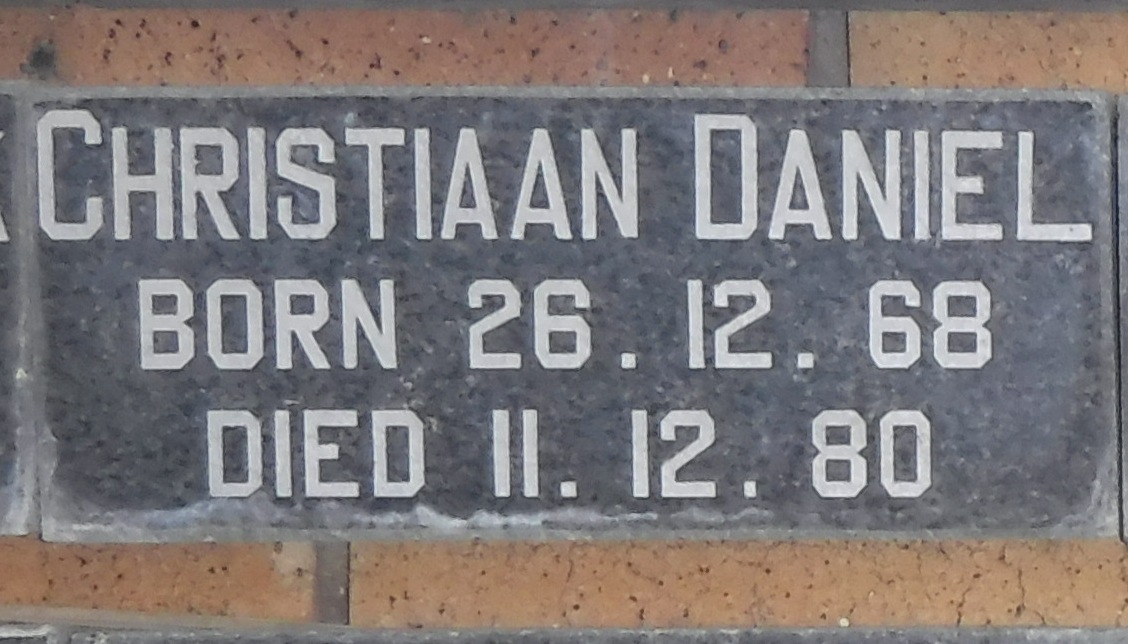 CHRISTIAAN DANIEL
BORN 26.12.68
DIED 11.12.80